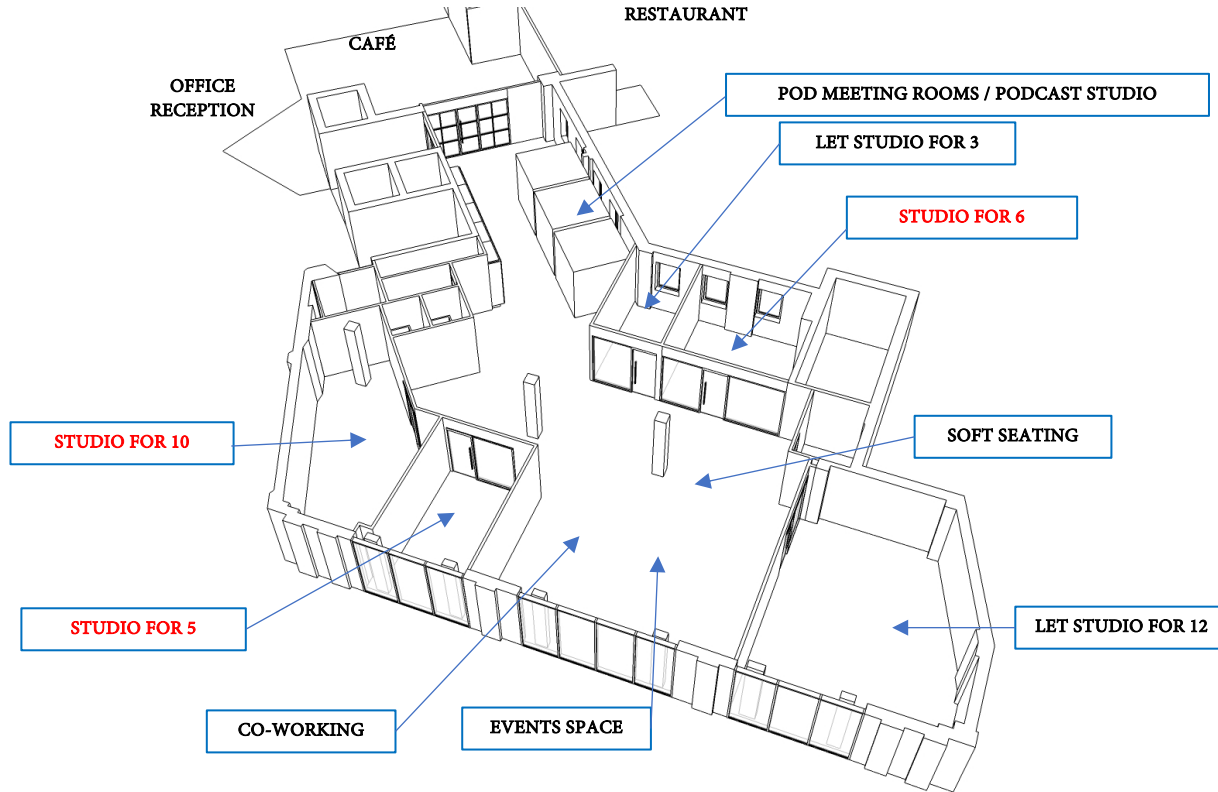 RESTAURANT
CAFÉ
OFFICE
RECEPTION
POD MEETING ROOMS / PODCAST STUDIO
LET STUDIO FOR 3
STUDIO FOR 6
STUDIO FOR 10
SOFT SEATING
STUDIO FOR 5
LET STUDIO FOR 12
CO-WORKING
EVENTS SPACE